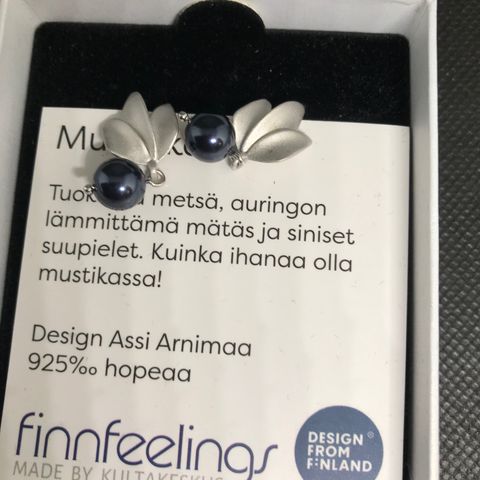 Tuok metsä, auringon
lämmittämä mätäs ja siniset
suupielet. Kuinka ihanaa olla
mustikassa!
Design Assi Arnimaa
925‰ hopeaa
finnfeelings
MADE BY KULTAKESKUS
DESIGN
FROM
FINLAND